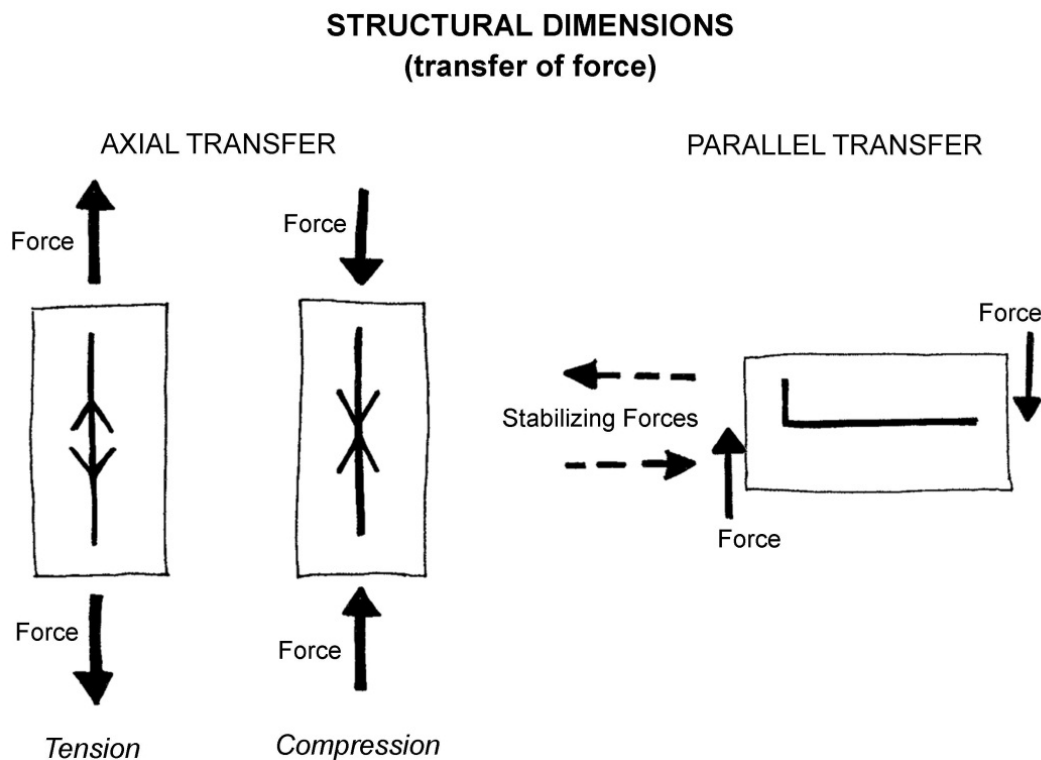 STRUCTURAL DIMENSIONS
(transfer of force)
AXIAL TRANSFER
PARALLEL TRANSFER
Force
Force
Force
Stabilizing Forces
Force
Force
Force
Tension
Compression